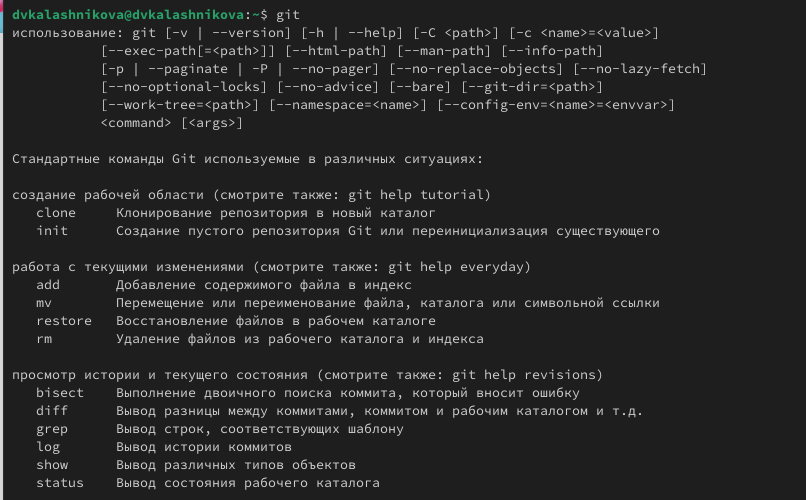 dvkalashnikova@dvkalashnikova:~$ git
использование: git [-v | --version] [-h | --help] [-C <path>] [-c <name>=<value>]
           [--exec-path[=<path>]] [--html-path] [--man-path] [--info-path]
           [-p | --paginate | -P | --no-pager] [--no-replace-objects] [--no-lazy-fetch]
           [--no-optional-locks] [--no-advice] [--bare] [--git-dir=<path>]
           [--work-tree=<path>] [--namespace=<name>] [--config-env=<name>=<envvar>]
           <command> [<args>]

Стандартные команды Git используемые в различных ситуациях:

создание рабочей области (смотрите также: git help tutorial)
   clone     Клонирование репозитория в новый каталог
   init      Создание пустого репозитория Git или переинициализация существующего

работа с текущими изменениями (смотрите также: git help everyday)
   add       Добавление содержимого файла в индекс
   mv        Перемещение или переименование файла, каталога или символьной ссылки
   restore   Восстановление файлов в рабочем каталоге
   rm        Удаление файлов из рабочего каталога и индекса

просмотр истории и текущего состояния (смотрите также: git help revisions)
   bisect    Выполнение двоичного поиска коммита, который вносит ошибку
   diff      Вывод разницы между коммитами, коммитом и рабочим каталогом и т.д.
   grep      Вывод строк, соответствующих шаблону
   log       Вывод истории коммитов
   show      Вывод различных типов объектов
   status    Вывод состояния рабочего каталога